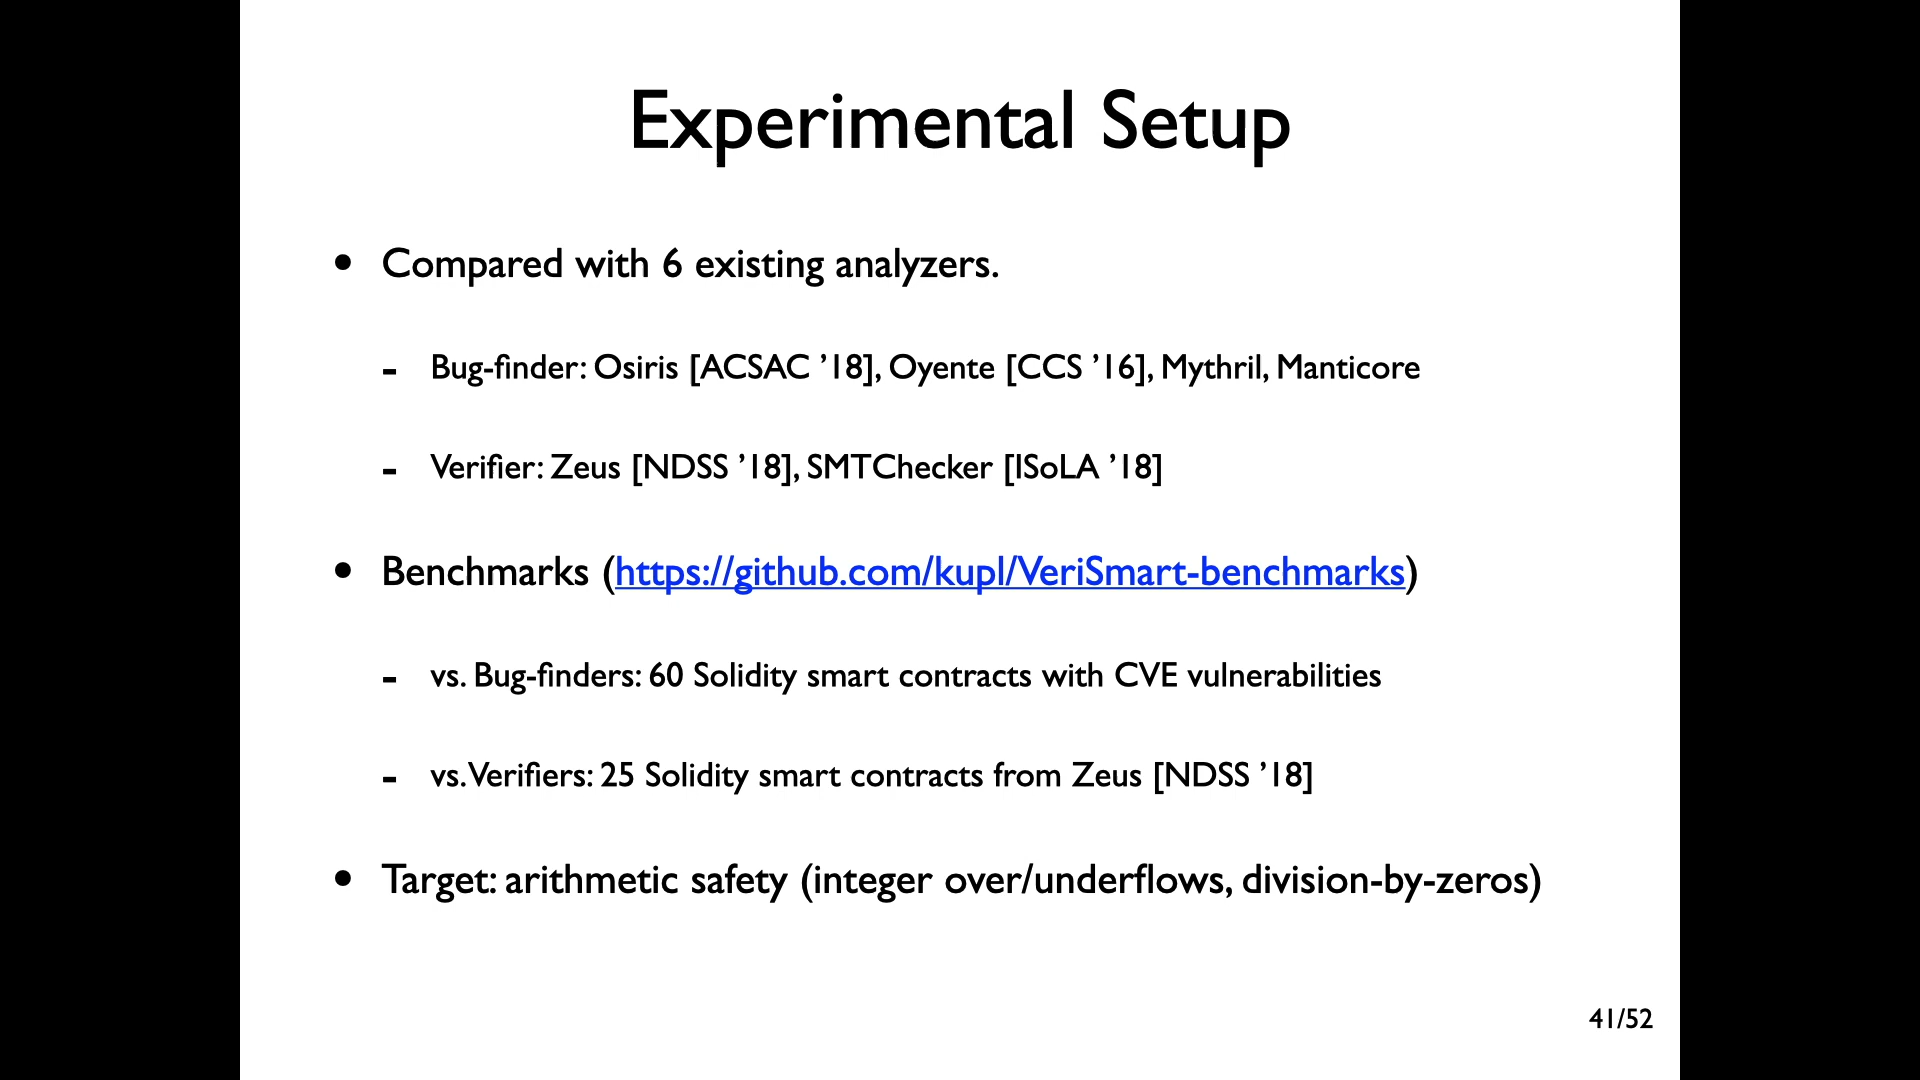 Experimental Setup
• Compared with 6 existing analyzers.
- Bug-finder: Osiris [ACSAC ’18], Oyente [CCS ’16], Mythril, Manticore
- Verifier: Zeus [NDSS ’18], SMTChecker [ISoLA ’18]
• Benchmarks (https://github.com/kupl/VeriSmart-benchmarks)
- vs. Bug-finders: 60 Solidity smart contracts with CVE vulnerabilities
- vs. Verifiers: 25 Solidity smart contracts from Zeus [NDSS ’18]
• Target: arithmetic safety (integer over/underflows, division-by-zeros)
41/52